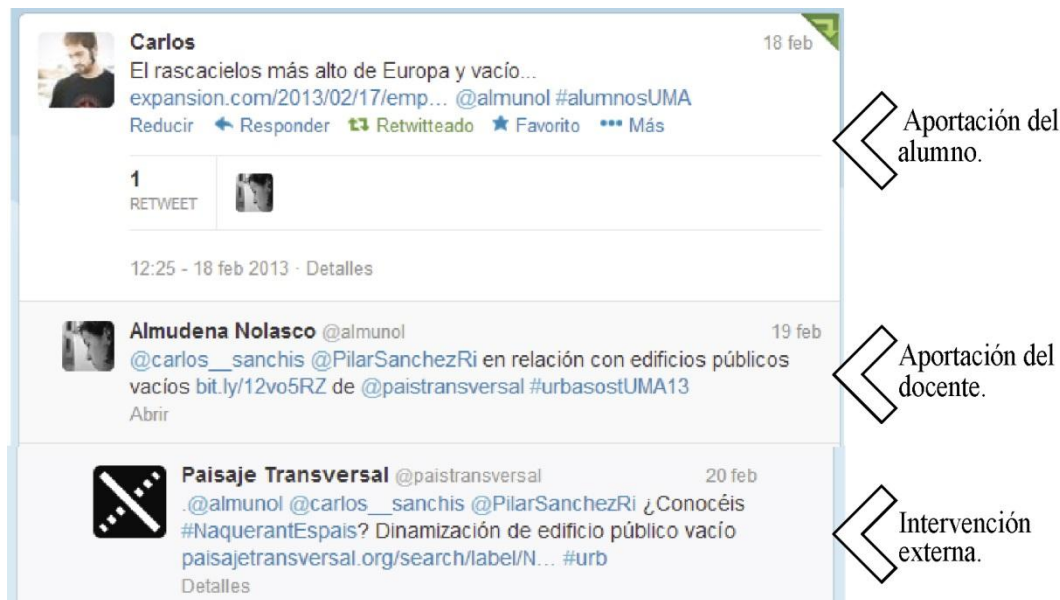 Carlos 18 feb
El rascacielos más alto de Europa y vacío...
expansion.com/2013/02/17/emp... @almunol #alumnosUMA
Reducir Responder Retwitteado Favorito Más
1
RETWEET
12:25 - 18 feb 2013 · Detalles
Aportación del
alumno.
Almudena Nolasco @almunol 19 feb
@carlos__sanchis @PilarSanchezRi en relación con edificios públicos
vacíos bit.ly/12vo5RZ de @paistransversal #urbasostUMA13
Abrir
Aportación del
docente.
Paisaje Transversal @paistransversal 20 feb
.@almunol @carlos__sanchis @PilarSanchezRi ¿Conocéis
#NaquerantEspais? Dinamización de edificio público vacío
paisajetransversal.org/search/label/N... #urb
Detalles
Intervención
externa.